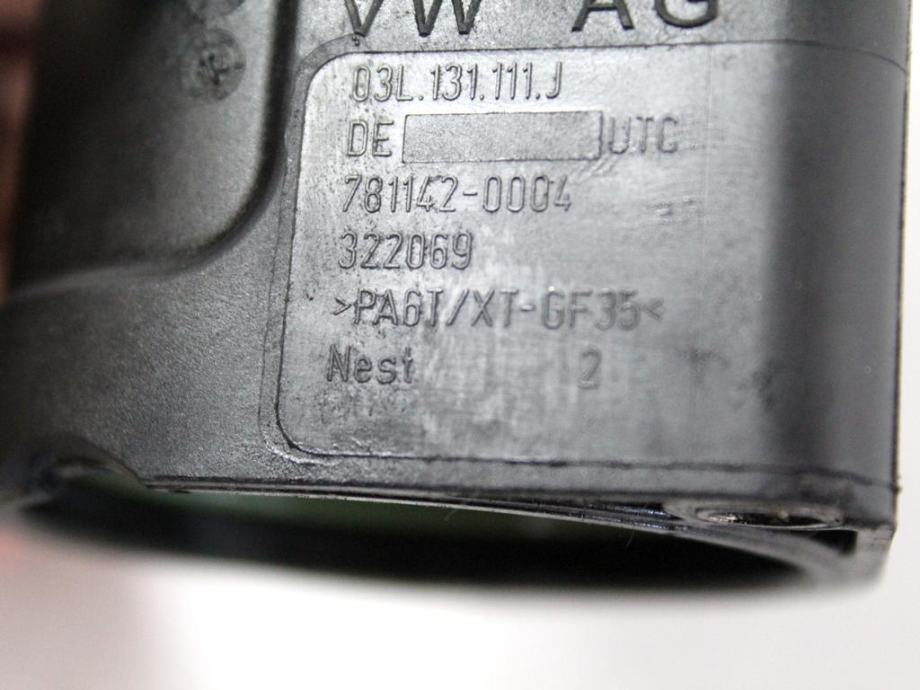 VW AG
03L.131.111.J
DE UTC
781142-0004
322069
>PA6T/XT-GF35<
Nest 2